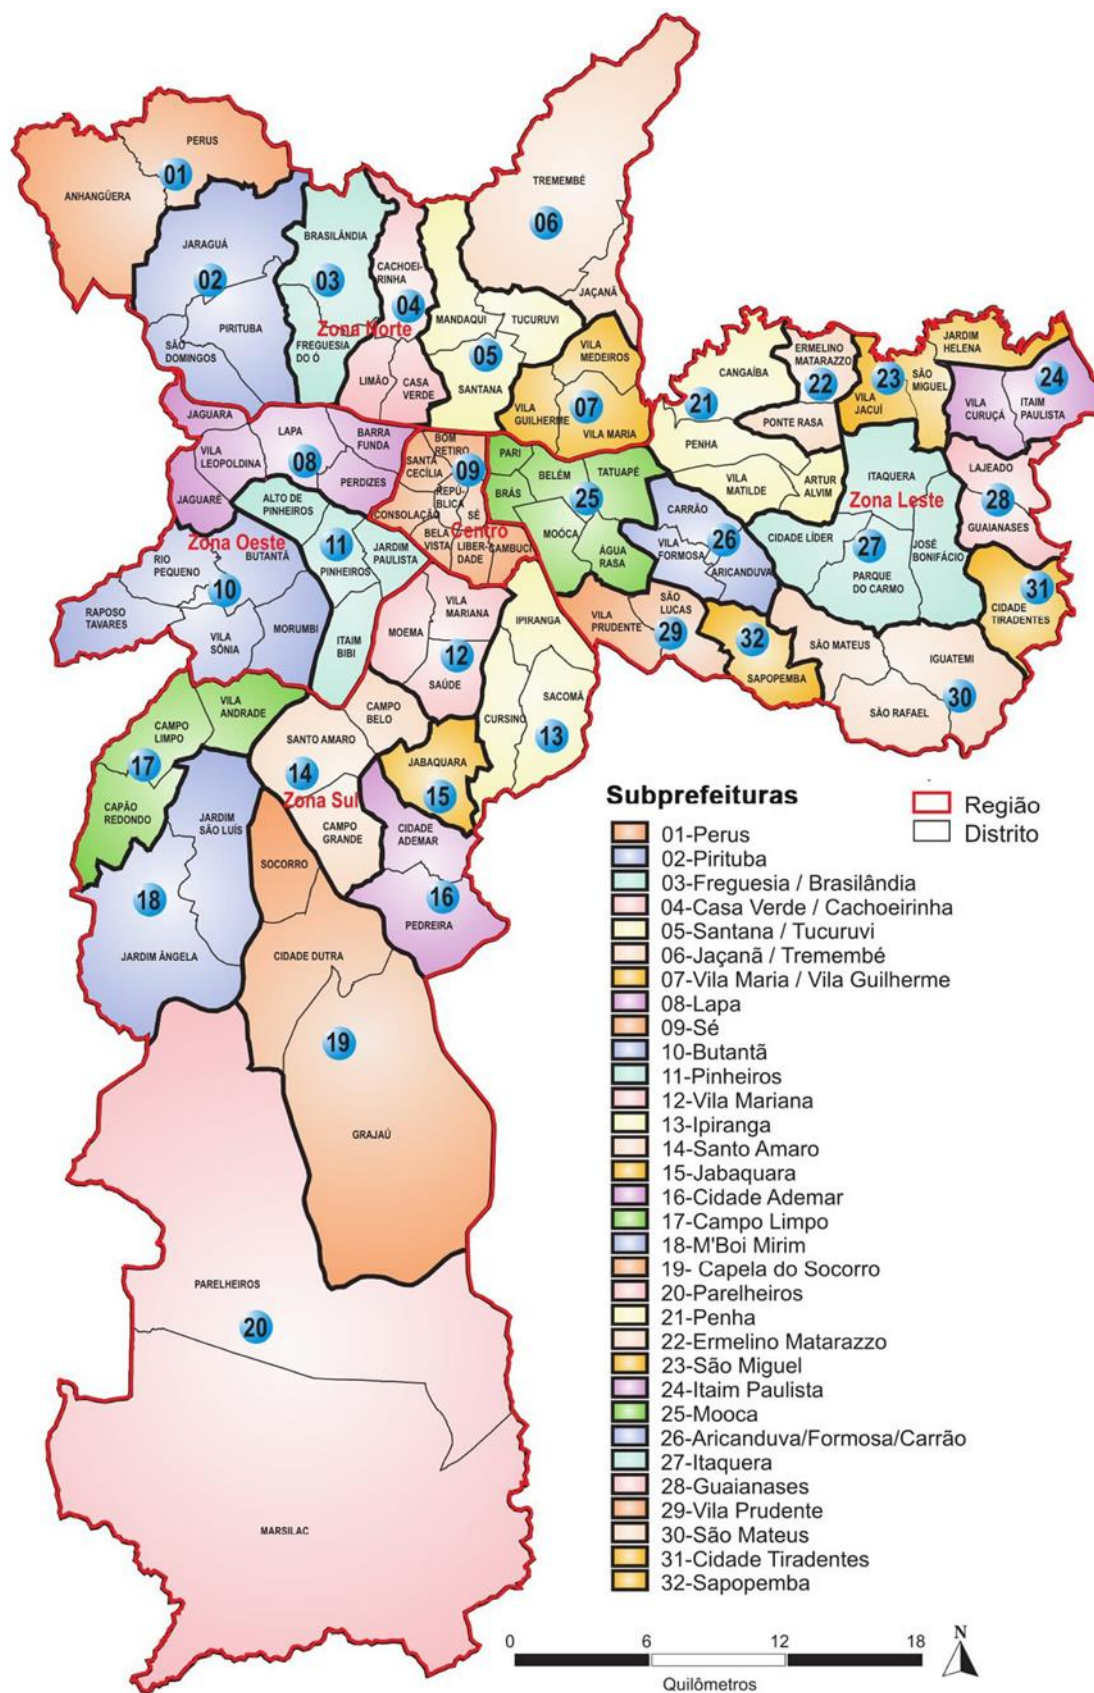 PERUS
01
ANHANGÜERA
TREMEMBÉ
06
JAÇANÃ
JARAGUÁ
02
PIRITUBA
SÃO
DOMINGOS
BRASILÂNDIA
03
Zona Norte
FREGUESIA
DO Ó
CACHOEI-
RINHA
04
LIMÃO
CASA
VERDE
MANDAQUI
TUCURUVI
05
SANTANA
VILA
MEDEIROS
07
VILA
GUILHERME
VILA MARIA
CANGAÍBA
21
PENHA
VILA
MATILDE
ARTUR
ALVIM
ERMELINO
MATARAZZO
22
PONTE RASA
JARDIM
HELENA
23
SÃO
MIGUEL
VILA
JACUÍ
24
VILA
CURUÇÁ
ITAIM
PAULISTA
JAGUARA
LAPA
BARRA
FUNDA
VILA
LEOPOLDINA
08
PERDIZES
JAGUARÉ
BOM
RETIRO
SANTA
CECÍLIA
09
REPÚ-
BLICA
SÉ
CONSOLAÇÃO
Centro
BELA
VISTA
LIBER-
DADE
CAMBUCI
PARI
BELÉM
TATUAPÉ
BRÁS
25
MOÓCA
ÁGUA
RASA
CARRÃO
26
VILA
FORMOSA
ARICANDUVA
ITAQUERA
Zona Leste
CIDADE LÍDER
27
JOSÉ
BONIFÁCIO
PARQUE
DO CARMO
LAJEADO
28
GUAIANASES
31
CIDADE
TIRADENTES
ALTO DE
PINHEIROS
11
JARDIM
PAULISTA
PINHEIROS
ITAIM
BIBI
Zona Oeste
BUTANTÃ
RIO
PEQUENO
10
RAPOSO
TAVARES
VILA
SÔNIA
MORUMBI
VILA
MARIANA
MOEMA
12
SAÚDE
IPIRANGA
SACOMÃ
CURSINO
13
VILA
PRUDENTE
SÃO
LUCAS
29
32
SAPOPEMBA
SÃO MATEUS
IGUATEMI
SÃO RAFAEL
30
VILA
ANDRADE
CAMPO
LIMPO
17
CAPÃO
REDONDO
CAMPO
BELO
SANTO AMARO
14
Zona Sul
CAMPO
GRANDE
JABAQUARA
15
CIDADE
ADEMAR
16
PEDREIRA
JARDIM
SÃO LUÍS
18
JARDIM ÂNGELA
SOCORRO
CIDADE DUTRA
19
GRAJAÚ
PARELHEIROS
20
MARSILAC
Subprefeituras
Região
Distrito
01-Perus
02-Pirituba
03-Freguesia / Brasilândia
04-Casa Verde / Cachoeirinha
05-Santana / Tucuruvi
06-Jaçanã / Tremembé
07-Vila Maria / Vila Guilherme
08-Lapa
09-Sé
10-Butantã
11-Pinheiros
12-Vila Mariana
13-Ipiranga
14-Santo Amaro
15-Jabaquara
16-Cidade Ademar
17-Campo Limpo
18-M'Boi Mirim
19- Capela do Socorro
20-Parelheiros
21-Penha
22-Ermelino Matarazzo
23-São Miguel
24-Itaim Paulista
25-Mooca
26-Aricanduva/Formosa/Carrão
27-Itaquera
28-Guaianases
29-Vila Prudente
30-São Mateus
31-Cidade Tiradentes
32-Sapopemba
0 6 12 18
Quilômetros
N